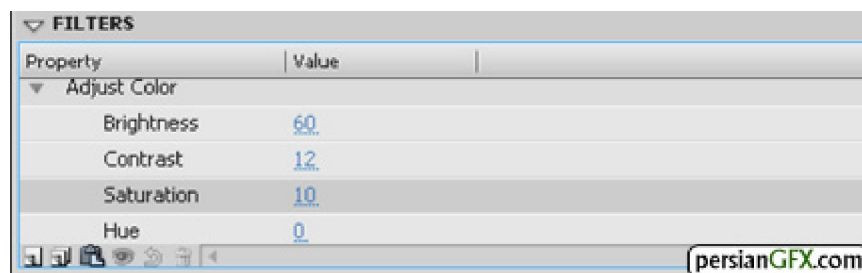 FILTERS
Property Value
Adjust Color
Brightness 60
Contrast 12
Saturation 10
Hue 0
persianGFX.com